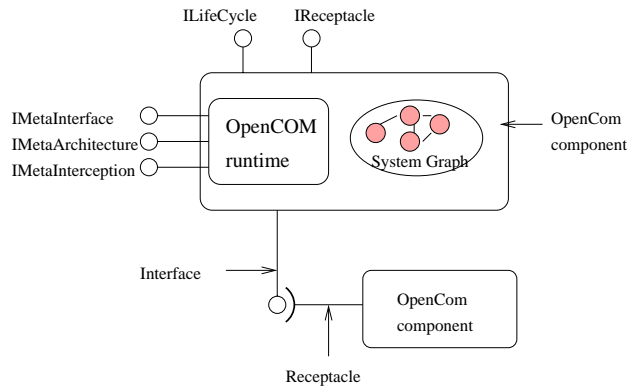 ILifeCycle
IReceptacle
IMetaInterface
IMetaArchitecture
IMetaInterception
OpenCOM
runtime
System Graph
OpenCom
component
Interface
OpenCom
component
Receptacle